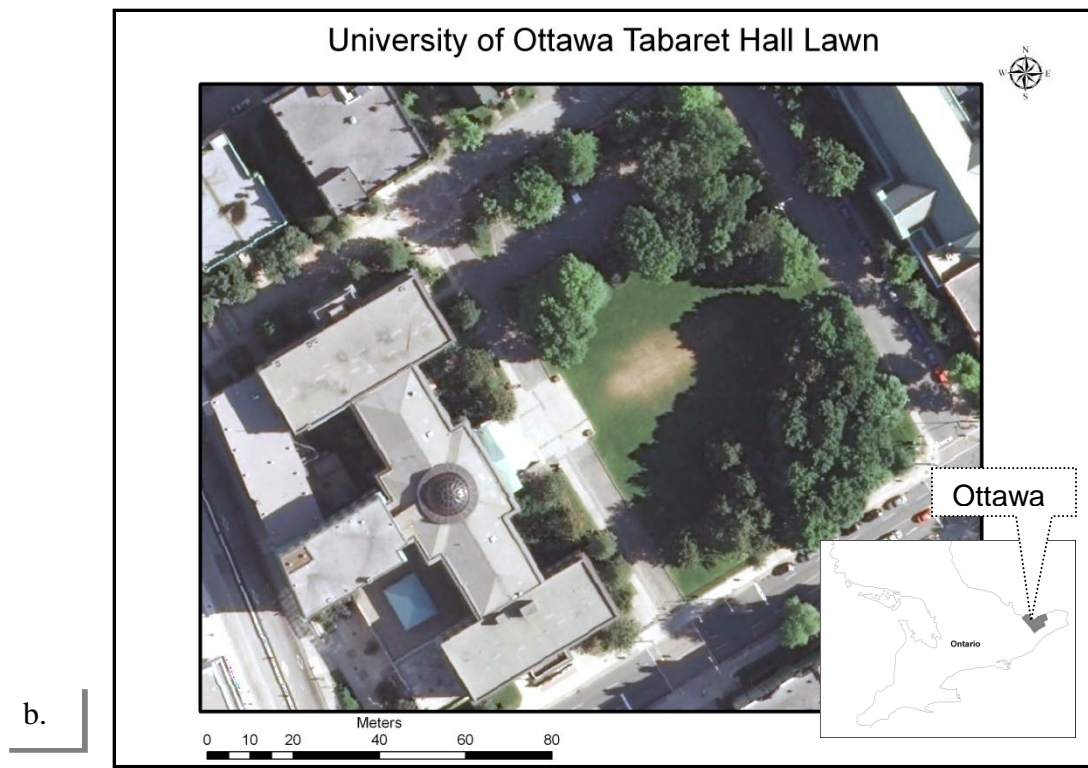 University of Ottawa Tabaret Hall Lawn
N
W E
S
Ottawa
Ontario
b.
Meters
0 10 20 40 60 80